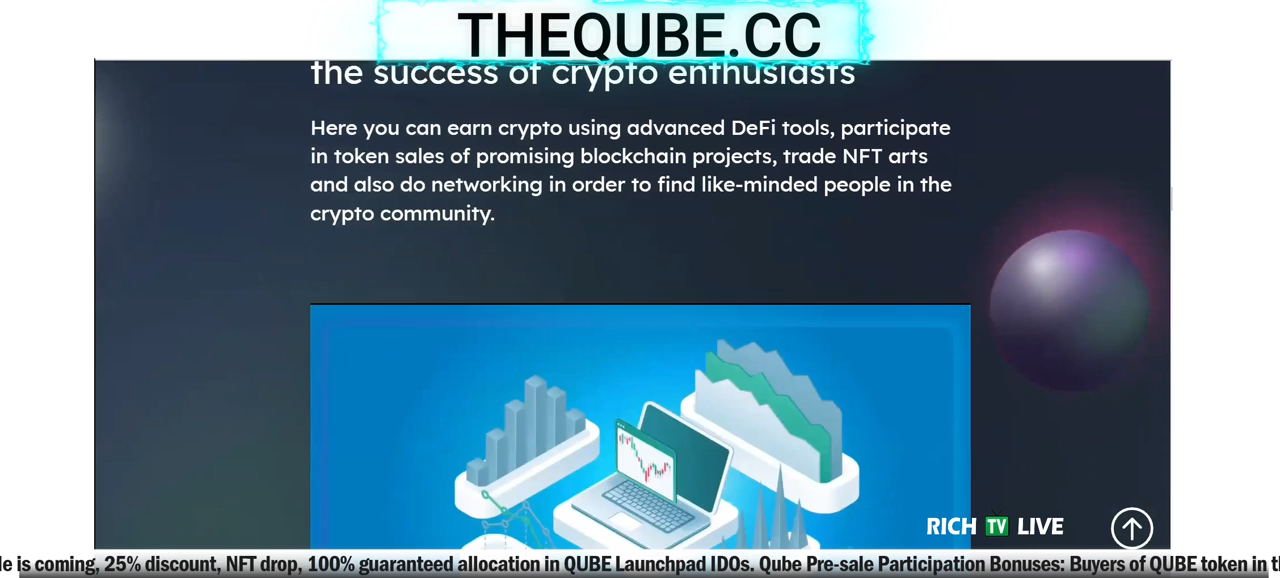 THEQUBE.CC
the success of crypto enthusiasts
Here you can earn crypto using advanced DeFi tools, participate
in token sales of promising blockchain projects, trade NFT arts
and also do networking in order to find like-minded people in the
crypto community.
RICH TV LIVE
is coming, 25% discount, NFT drop, 100% guaranteed allocation in QUBE Launchpad IDOs. Qube Pre-sale Participation Bonuses: Buyers of QUBE token in